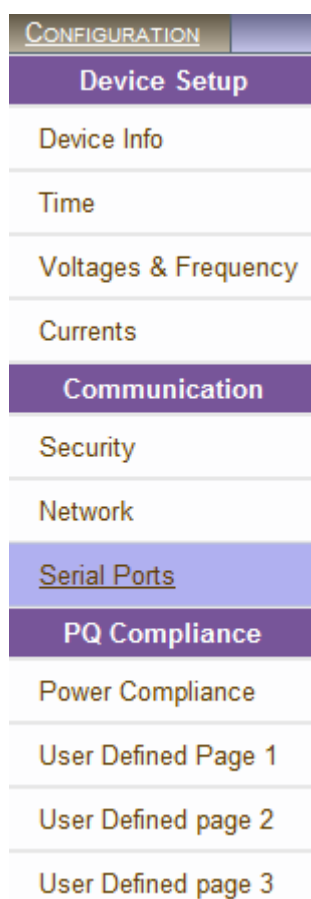 CONFIGURATION
Device Setup
Device Info
Time
Voltages & Frequency
Currents
Communication
Security
Network
Serial Ports
PQ Compliance
Power Compliance
User Defined Page 1
User Defined page 2
User Defined page 3